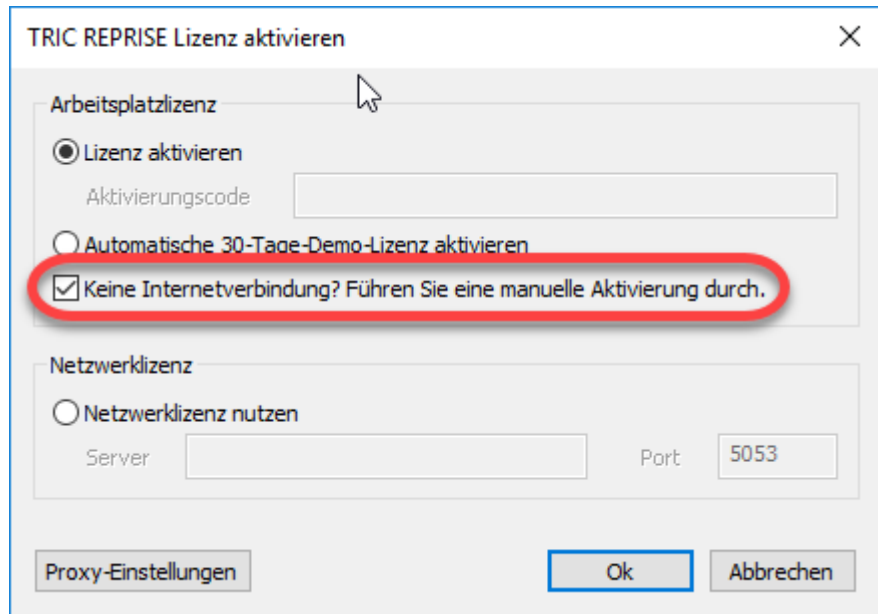 TRIC REPRISE Lizenz aktivieren
Arbeitsplatzlizenz
Lizenz aktivieren
Aktivierungscode
Automatische 30-Tage-Demo-Lizenz aktivieren
Keine Internetverbindung? Führen Sie eine manuelle Aktivierung durch.
Netzwerklizenz
Netzwerklizenz nutzen
Server Port 5053
Proxy-Einstellungen Ok Abbrechen